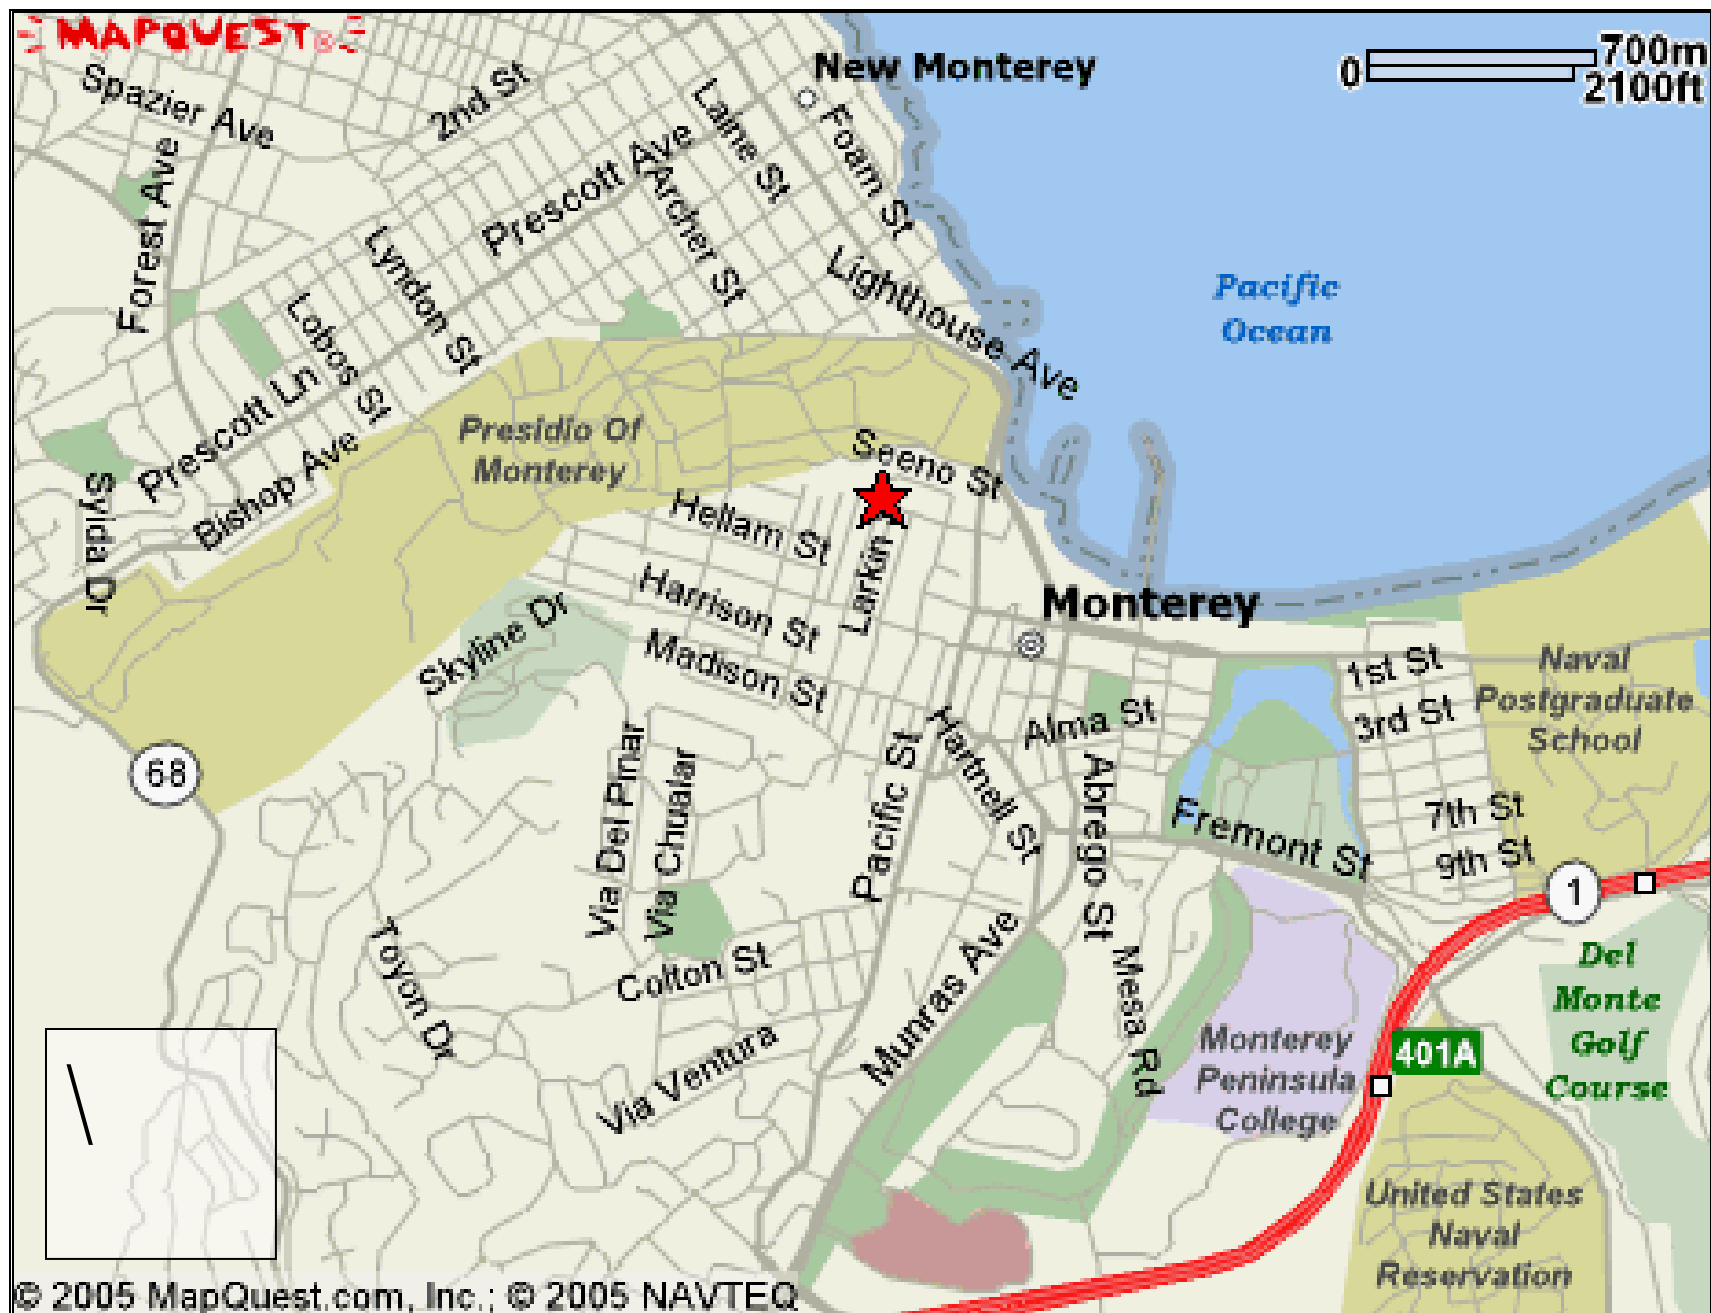 MAPQUEST®
New Monterey
0
700m
2100ft
Spazier Ave
2nd St
Laine St
Foam St
Forest Ave
Prescott Ave
Archer St
Lyndon St
Lighthouse Ave
Pacific
Ocean
Lobos St
Prescott Ln
Presidio Of
Monterey
Seeno St
Bishop Ave
Sylda Dr
Hellam St
Larkin
Harrison St
Monterey
Skyline Dr
Madison St
1st St
Naval
Postgraduate
School
3rd St
Alma St
68
Hartnell St
Via Del Pinar
Via Chualar
Pacific St
Abrego St
Fremont St
7th St
9th St
1
Toyon Dr
Colton St
Munras Ave
Mesa Rd
Del
Monte
Golf
Course
Via Ventura
Monterey
Peninsula
College
401A
United States
Naval
Reservation
© 2005 MapQuest.com, Inc.; © 2005 NAVTEQ